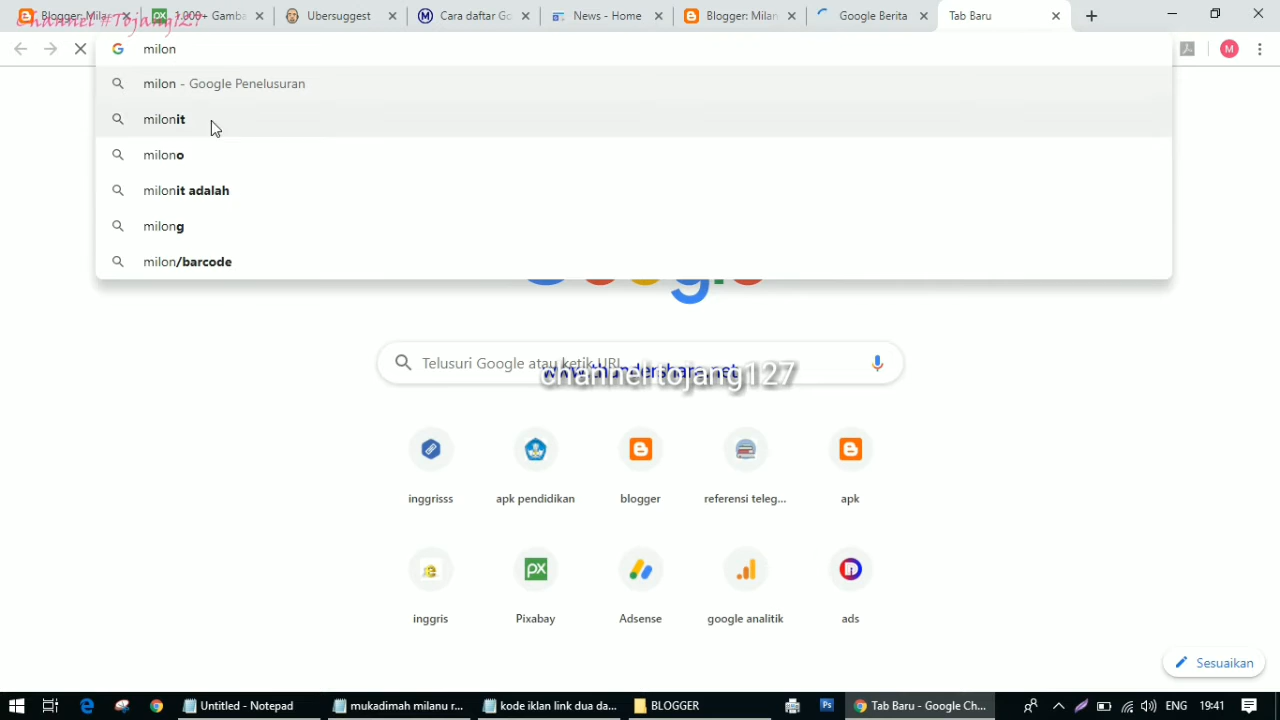 Channel #Tojang127
Blogger: Mila
1.000+ Gamba
Ubersuggest
Cara Daftar Go
News - Home
Blogger: Mila
Google Berita
Tab Baru
milon
M
milon - Google Penelusuran
milonit
milono
milonit adalah
milong
milon/barcode
Telusuri Google atau ketik URL
channel tojang127
inggrisss
apk pendidikan
blogger
referensi teleg...
apk
inggris
Pixabay
Adsense
google analitik
ads
Sesuaikan
Untitled - Notepad
mukadimah milanu r...
kode iklan link dua da...
BLOGGER
Tab Baru - Google Ch...
ENG
19:41